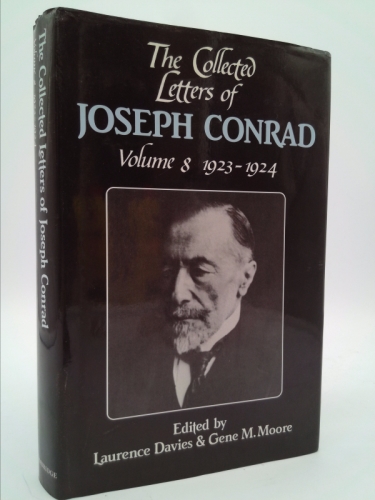 The Collected
Letters of
JOSEPH CONRAD
Volume 8 1923-1924
Edited by
Laurence Davies & Gene M. Moore
The Collected Letters of Joseph Conrad